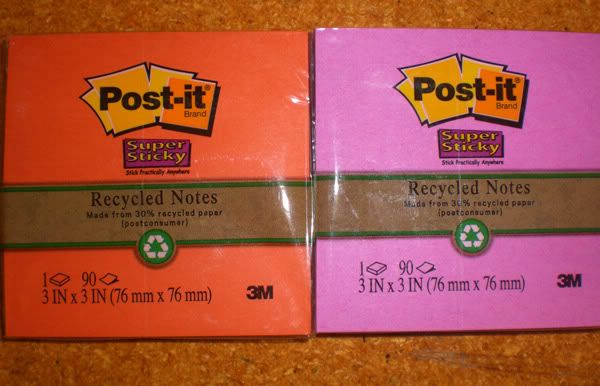 Post-it
Brand
Super
Sticky
Stick Practically Anywhere
Recycled Notes
Made from 30% recycled paper
(postconsumer)
1 90
3 IN x 3 IN (76 mm x 76 mm)
3M
Post-it
Brand
Super
Sticky
Stick Practically Anywhere
Recycled Notes
Made from 30% recycled paper
(postconsumer)
1 90
3 IN x 3 IN (76 mm x 76 mm)
3M